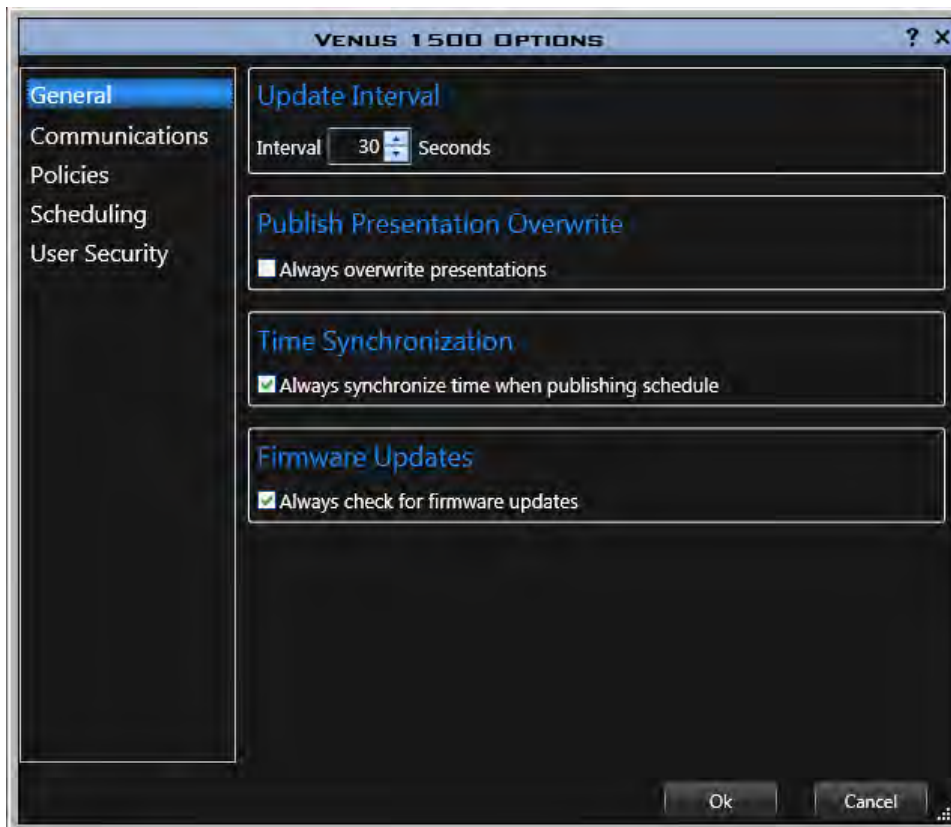 VENUS 1500 OPTIONS
? ×
General
Communications
Policies
Scheduling
User Security
Update Interval
Interval 30 Seconds
Publish Presentation Overwrite
Always overwrite presentations
Time Synchronization
Always synchronize time when publishing schedule
Firmware Updates
Always check for firmware updates
Ok Cancel